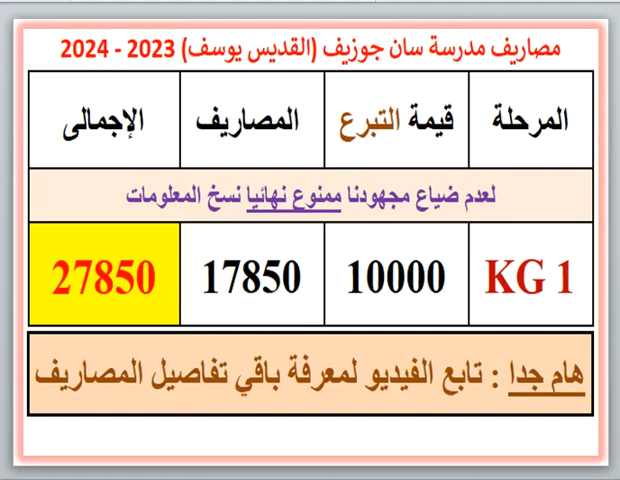 مصاريف مدرسة سان جوزيف (القديس يوسف) 2023 - 2024
المرحلة قيمة التبرع المصاريف الإجمالى
لعدم ضياع مجهودنا ممنوع نهائيا نسخ المعلومات
KG 1 10000 17850 27850
هام جدا : تابع الفيديو لمعرفة باقي تفاصيل المصاريف